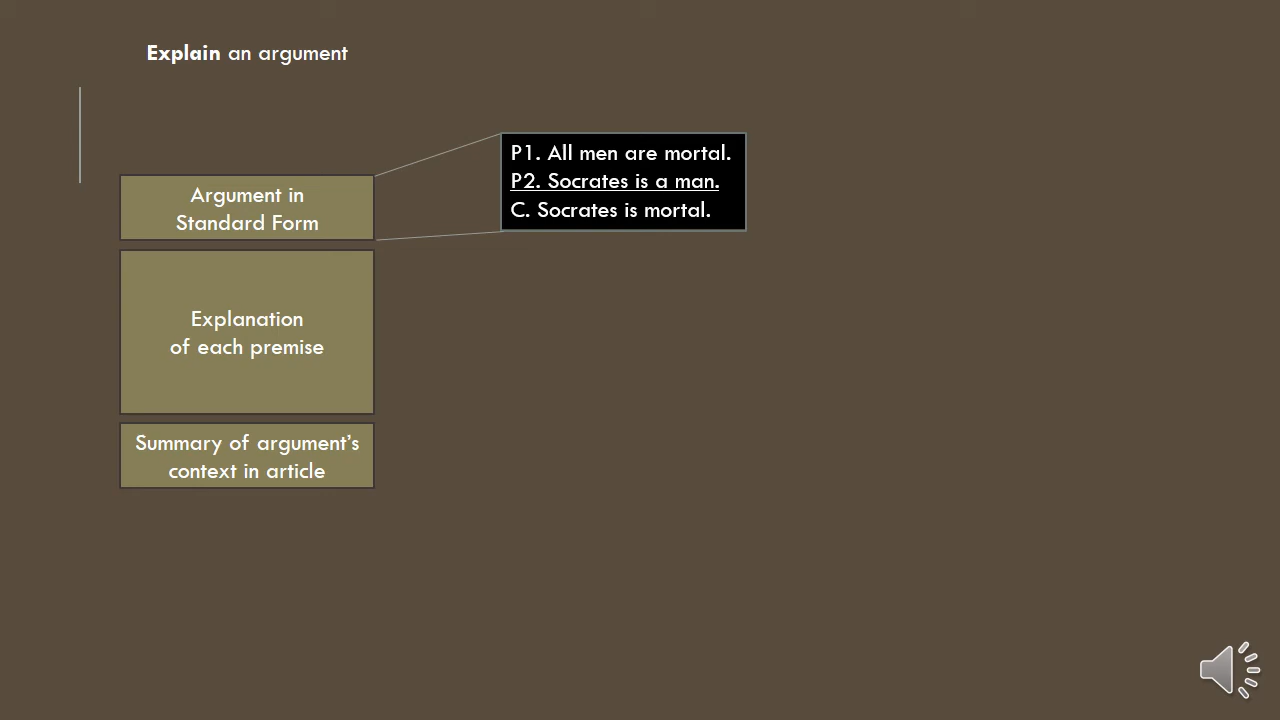 Explain an argument
Argument in
Standard Form
P1. All men are mortal.
P2. Socrates is a man.
C. Socrates is mortal.
Explanation
of each premise
Summary of argument’s
context in article